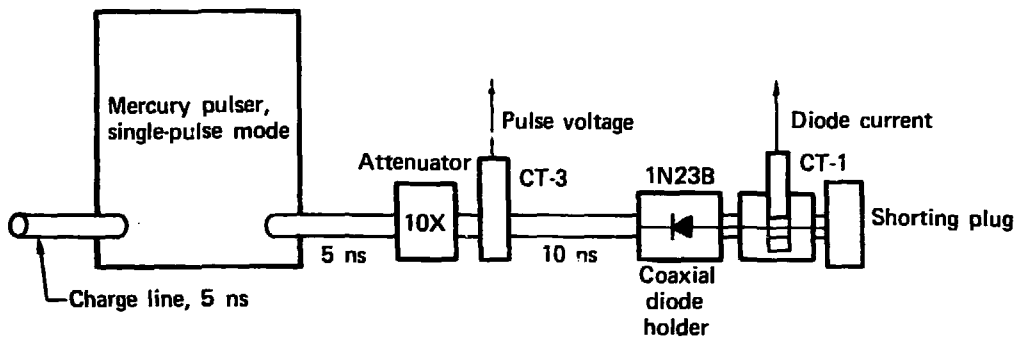 Mercury pulser,
single-pulse mode
Pulse voltage
Diode current
Attenuator
CT-3
1N23B
CT-1
10X
Shorting plug
5 ns
10 ns
Coaxial
diode
holder
Charge line, 5 ns